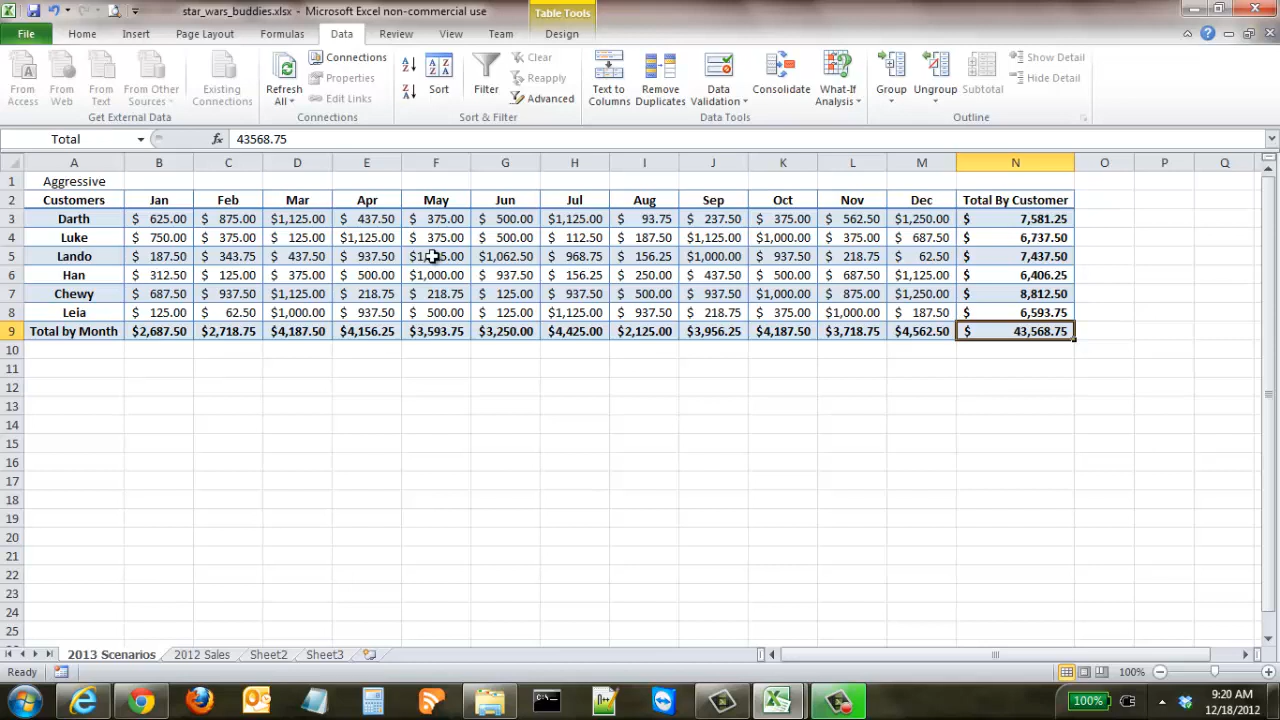 star_wars_buddies.xlsx - Microsoft Excel non-commercial use
Table Tools
File Home Insert Page Layout Formulas Data Review View Team Design
From Access
From Web
From Text
From Other Sources
Existing Connections
Get External Data
Refresh All
Connections
Properties
Edit Links
Connections
Sort
Filter
Clear
Reapply
Advanced
Sort & Filter
Text to Columns
Remove Duplicates
Data Validation
Consolidate
What-If Analysis
Data Tools
Group
Ungroup
Subtotal
Show Detail
Hide Detail
Outline
Total fx 43568.75
A B C D E F G H I J K L M N O P Q
1 Aggressive
2 Customers Jan Feb Mar Apr May Jun Jul Aug Sep Oct Nov Dec Total By Customer
3 Darth $ 625.00 $ 875.00 $1,125.00 $ 437.50 $ 375.00 $ 500.00 $1,125.00 $ 93.75 $ 237.50 $ 375.00 $ 562.50 $1,250.00 $ 7,581.25
4 Luke $ 750.00 $ 375.00 $ 125.00 $1,125.00 $ 375.00 $ 500.00 $ 112.50 $ 187.50 $1,125.00 $1,000.00 $ 375.00 $ 687.50 $ 6,737.50
5 Lando $ 187.50 $ 343.75 $ 437.50 $ 937.50 $1,062.50 $ 968.75 $ 156.25 $1,000.00 $ 937.50 $ 218.75 $ 62.50 $ 7,437.50
6 Han $ 312.50 $ 125.00 $ 375.00 $ 500.00 $1,000.00 $ 937.50 $ 156.25 $ 250.00 $ 437.50 $ 500.00 $ 687.50 $1,125.00 $ 6,406.25
7 Chewy $ 687.50 $ 937.50 $1,125.00 $ 218.75 $ 218.75 $ 125.00 $ 937.50 $ 500.00 $ 937.50 $1,000.00 $ 875.00 $1,250.00 $ 8,812.50
8 Leia $ 125.00 $ 62.50 $1,000.00 $ 937.50 $ 500.00 $ 125.00 $1,125.00 $ 937.50 $ 218.75 $ 375.00 $1,000.00 $ 187.50 $ 6,593.75
9 Total by Month $2,687.50 $2,718.75 $4,187.50 $4,156.25 $3,593.75 $3,250.00 $4,425.00 $2,125.00 $3,956.25 $4,187.50 $3,718.75 $4,562.50 $ 43,568.75
10
11
12
13
14
15
16
17
18
19
20
21
22
23
24
25
2013 Scenarios 2012 Sales Sheet2 Sheet3
Ready 100%
100% 9:20 AM
12/18/2012